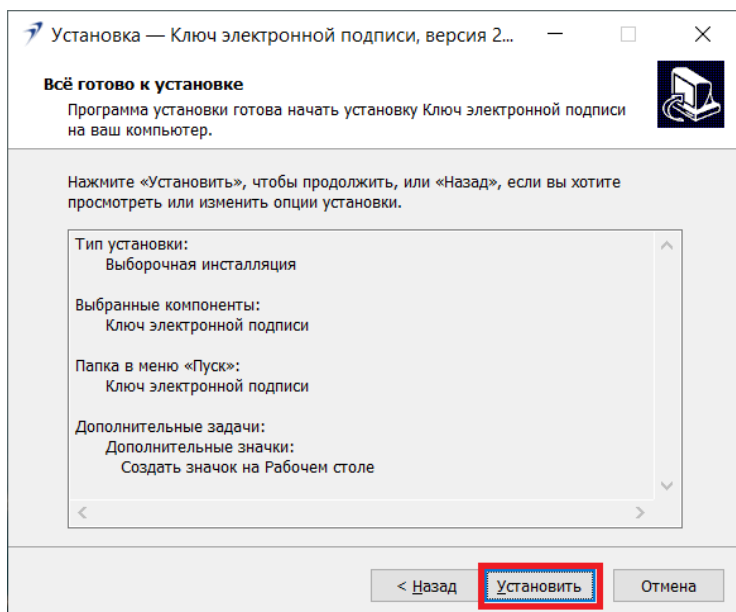 Установка — Ключ электронной подписи, версия 2...
Всё готово к установке
Программа установки готова начать установку Ключ электронной подписи
на ваш компьютер.
Нажмите «Установить», чтобы продолжить, или «Назад», если вы хотите
просмотреть или изменить опции установки.
Тип установки:
Выборочная инсталляция
Выбранные компоненты:
Ключ электронной подписи
Папка в меню «Пуск»:
Ключ электронной подписи
Дополнительные задачи:
Дополнительные значки:
Создать значок на Рабочем столе
< Назад Установить Отмена